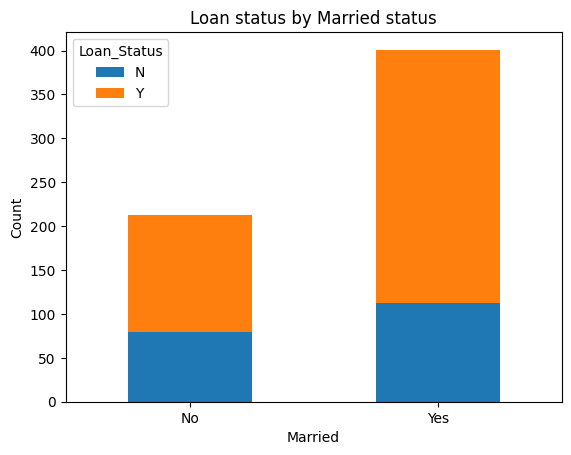 Loan status by Married status
Loan_Status
N
Y
400
350
300
250
200
150
100
50
0
Count
No
Yes
Married